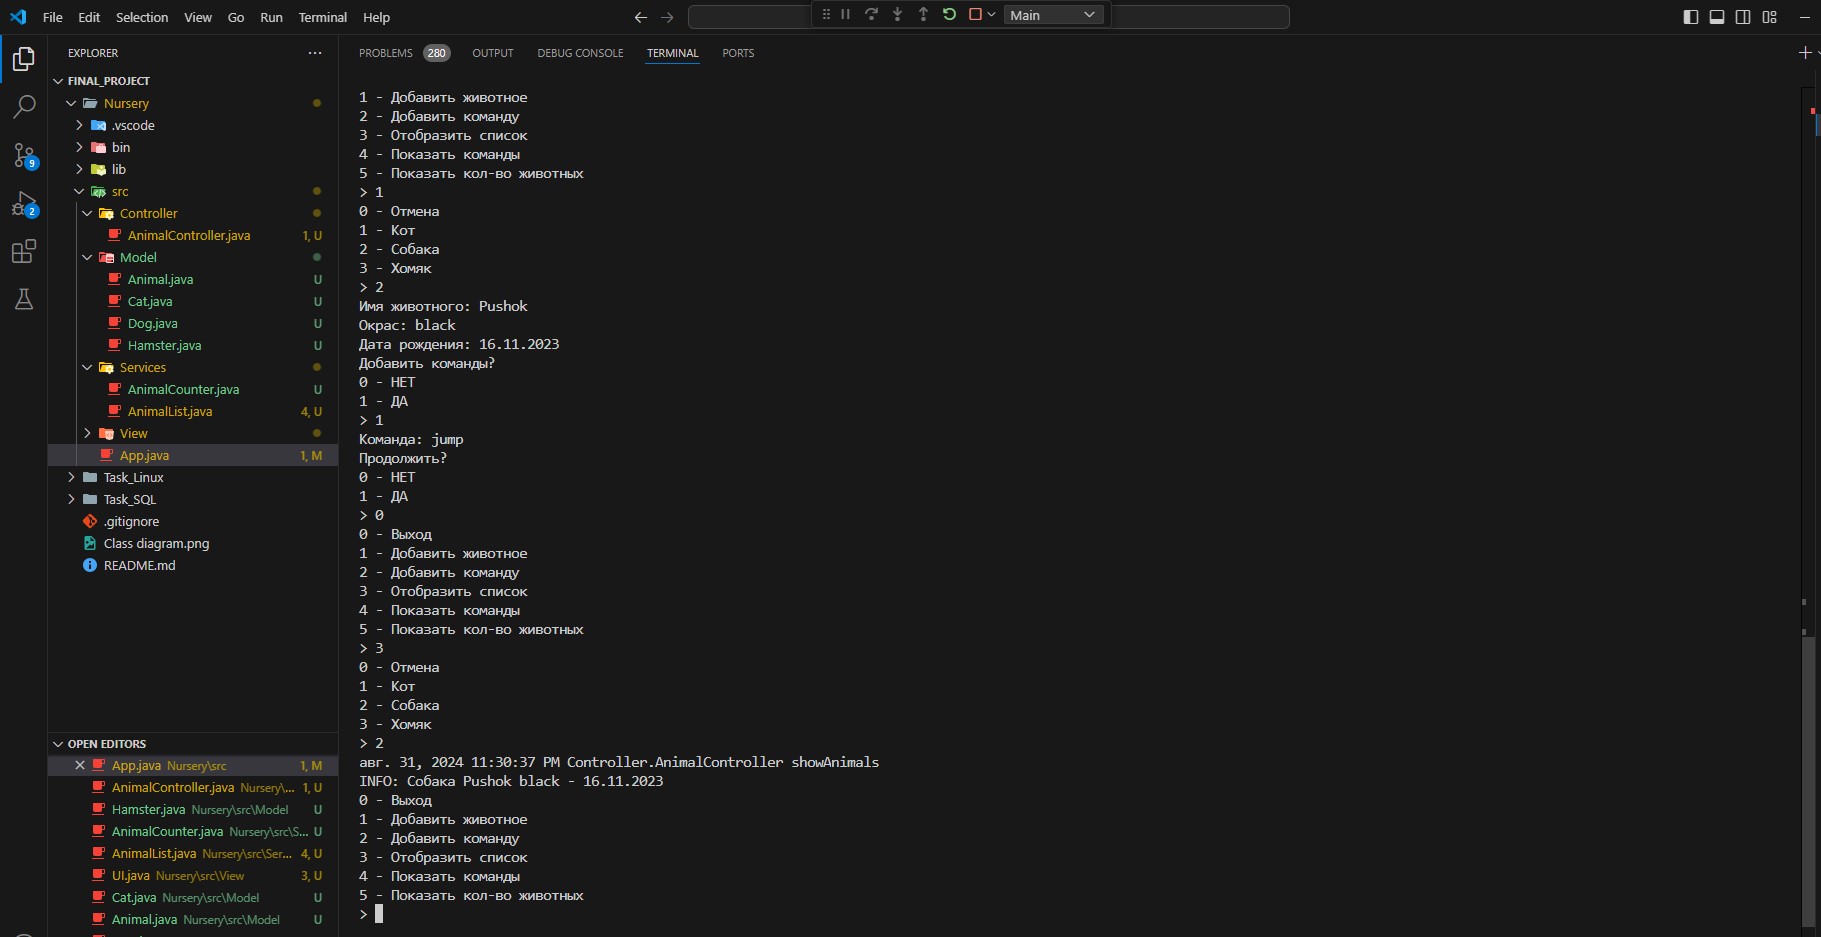 File Edit Selection View Go Run Terminal Help
Main
EXPLORER
FINAL_PROJECT
Nursery
.vscode
bin
lib
src
Controller
AnimalController.java 1, U
Model
Animal.java U
Cat.java U
Dog.java U
Hamster.java U
Services
AnimalCounter.java U
AnimalList.java 4, U
View
App.java 1, M
Task_Linux
Task_SQL
.gitignore
Class diagram.png
README.md
9
2
OPEN EDITORS
App.java Nursery\src 1, M
AnimalController.java Nursery\... 1, U
Hamster.java Nursery\src\Model U
AnimalCounter.java Nursery\src\S... U
AnimalList.java Nursery\src\Ser... 4, U
UI.java Nursery\src\View 3, U
Cat.java Nursery\src\Model U
Animal.java Nursery\src\Model U
PROBLEMS 280 OUTPUT DEBUG CONSOLE TERMINAL PORTS
1 - Добавить животное
2 - Добавить команду
3 - Отобразить список
4 - Показать команды
5 - Показать кол-во животных
> 1
0 - Отмена
1 - Кот
2 - Собака
3 - Хомяк
> 2
Имя животного: Pushok
Окрас: black
Дата рождения: 16.11.2023
Добавить команды?
0 - НЕТ
1 - ДА
> 1
Команда: jump
Продолжить?
0 - НЕТ
1 - ДА
> 0
0 - Выход
1 - Добавить животное
2 - Добавить команду
3 - Отобразить список
4 - Показать команды
5 - Показать кол-во животных
> 3
0 - Отмена
1 - Кот
2 - Собака
3 - Хомяк
> 2
авг. 31, 2024 11:30:37 PM Controller.AnimalController showAnimals
INFO: Собака Pushok black - 16.11.2023
0 - Выход
1 - Добавить животное
2 - Добавить команду
3 - Отобразить список
4 - Показать команды
5 - Показать кол-во животных
>